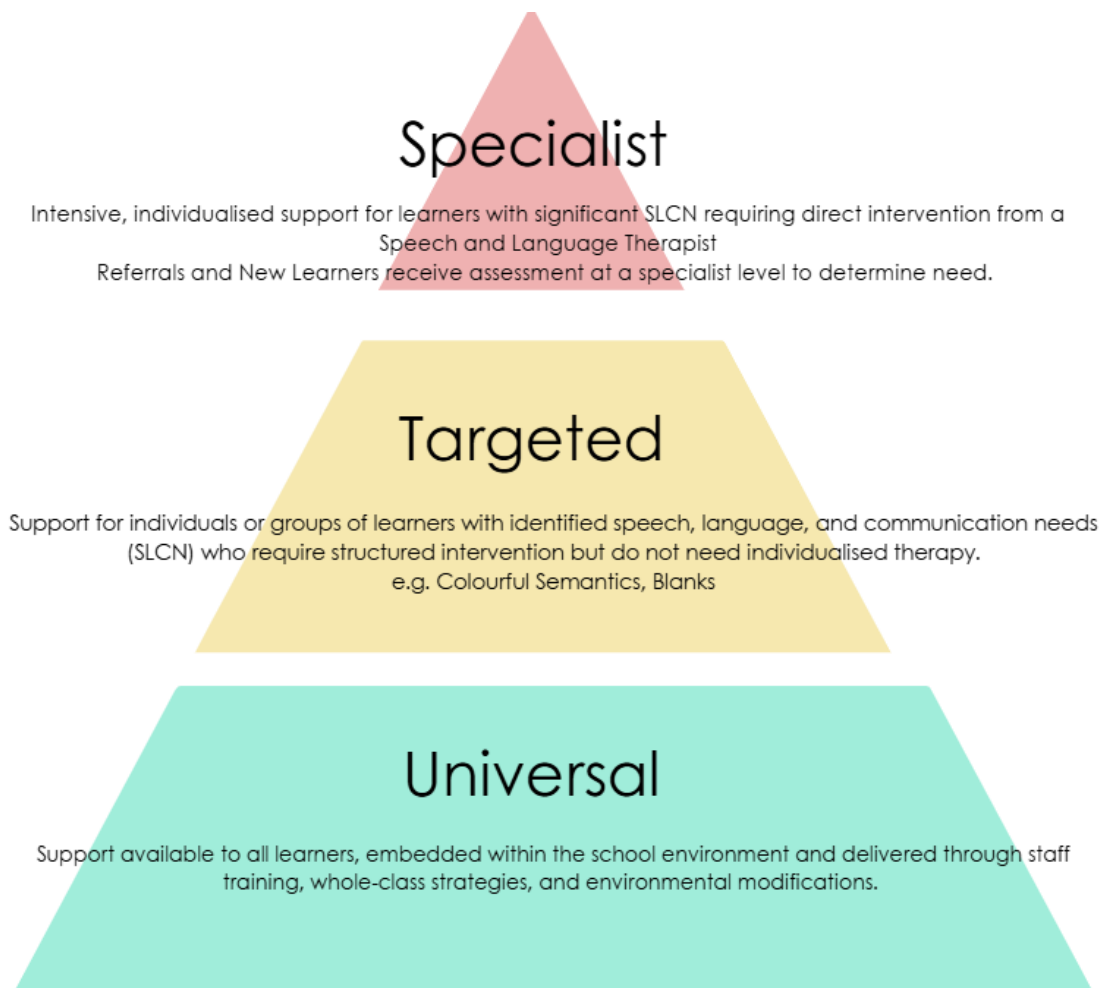 Specialist
Intensive, individualised support for learners with significant SLCN requiring direct intervention from a
Speech and Language Therapist
Referrals and New Learners receive assessment at a specialist level to determine need.
Targeted
Support for individuals or groups of learners with identified speech, language, and communication needs
(SLCN) who require structured intervention but do not need individualised therapy.
e.g. Colourful Semantics, Blanks
Universal
Support available to all learners, embedded within the school environment and delivered through staff
training, whole-class strategies, and environmental modifications.